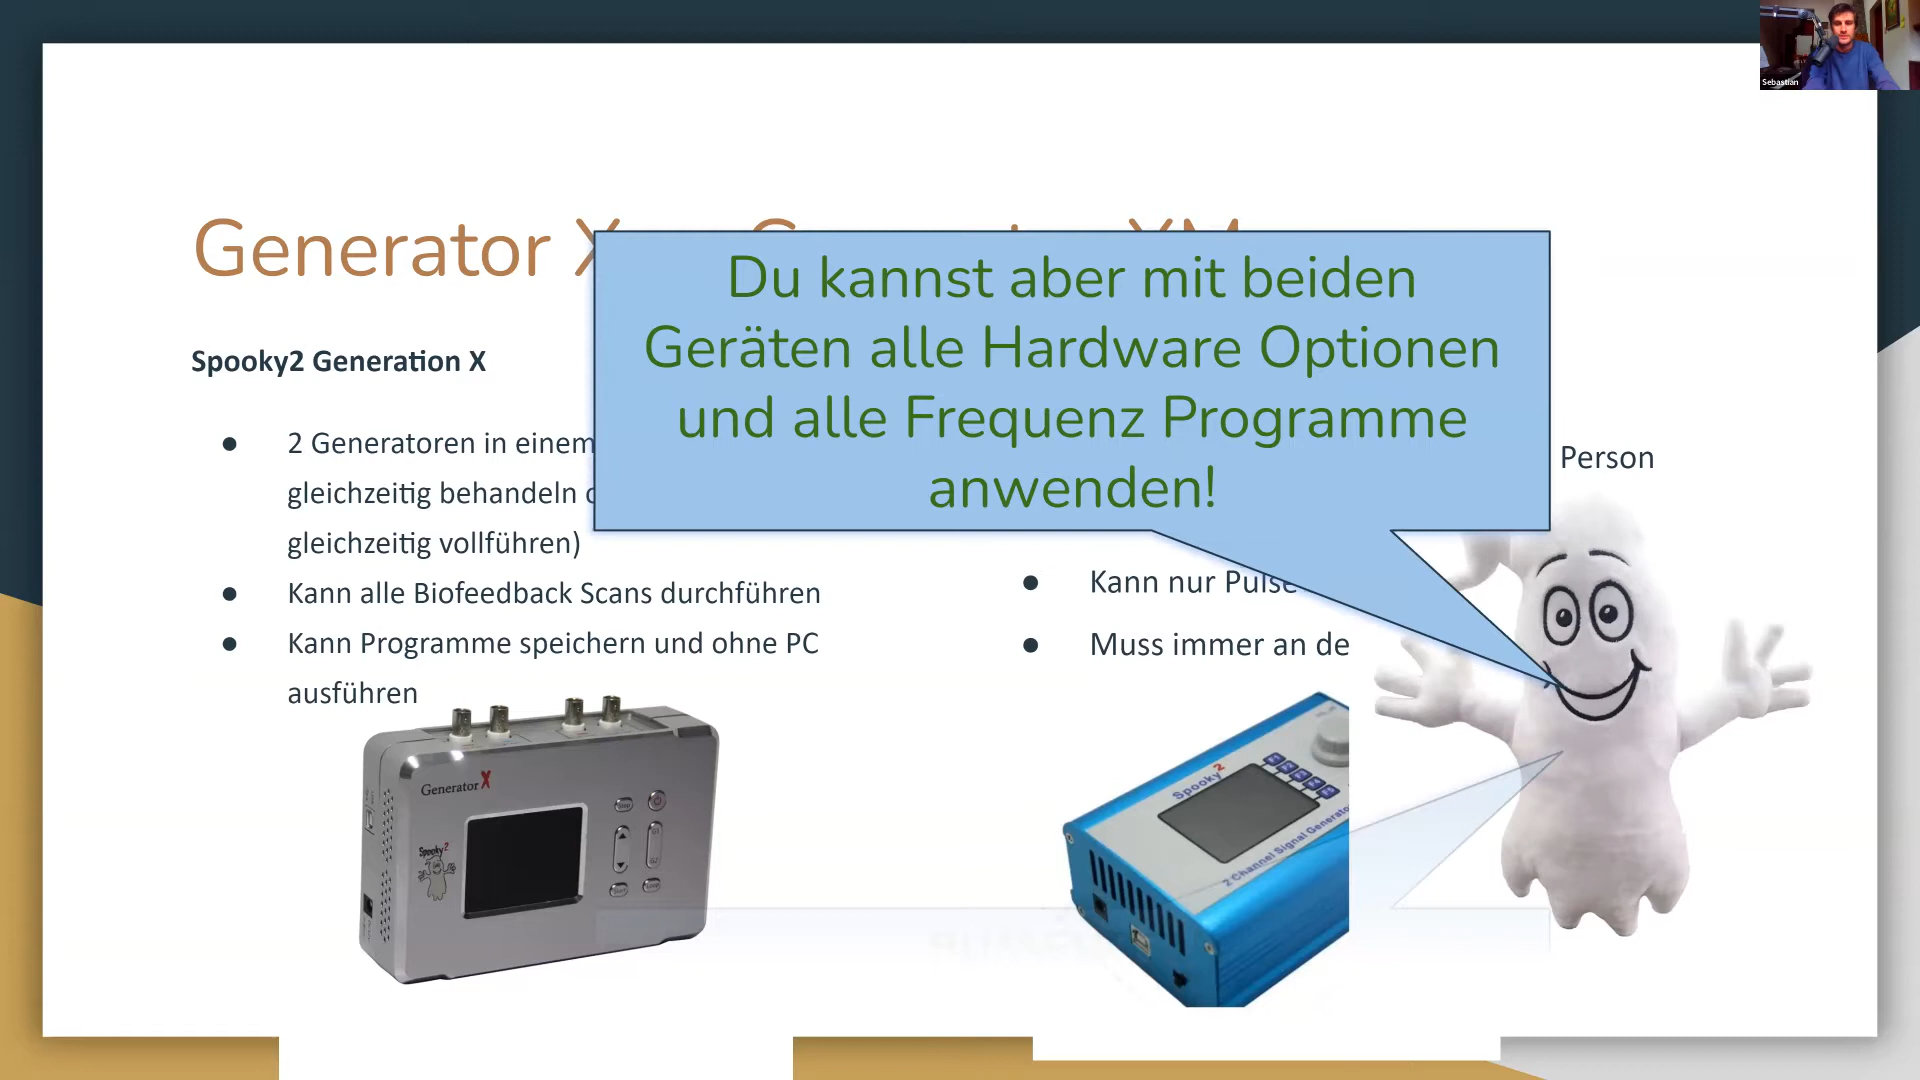 Sebastian
Generator X
Du kannst aber mit beiden
Geräten alle Hardware Optionen
und alle Frequenz Programme
anwenden!
Spooky2 Generation X
● 2 Generatoren in einem
gleichzeitig behandeln
gleichzeitig vollführen)
● Kann alle Biofeedback Scans durchführen
● Kann Programme speichern und ohne PC
ausführen
Person
● Kann nur Pulse
● Muss immer an de
Generator X
Spooky2
Stop
Start
Spooky2
2 Channel Signal Generator